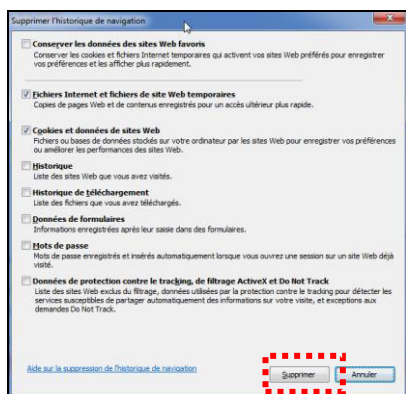 Supprimer l'historique de navigation
Conserver les données des sites Web favoris
Conserver les cookies et fichiers Internet temporaires qui activent vos sites Web préférés pour enregistrer
vos préférences et les afficher plus rapidement.
Fichiers Internet et fichiers de site Web temporaires
Copies de pages Web et de contenus enregistrés pour un accès ultérieur plus rapide.
Cookies et données de sites Web
Fichiers ou bases de données stockés sur votre ordinateur par les sites Web pour enregistrer vos préférences
ou améliorer les performances des sites Web.
Historique
Liste des sites Web que vous avez visités.
Historique de téléchargement
Liste des fichiers que vous avez téléchargés.
Données de formulaires
Informations enregistrées après leur saisie dans des formulaires.
Mots de passe
Mots de passe enregistrés et insérés automatiquement lorsque vous ouvrez une session sur un site Web déjà
visité.
Données de protection contre le tracking, de filtrage ActiveX et Do Not Track
Liste des sites Web exclus du filtrage, données utilisées par la protection contre le tracking pour détecter les
services susceptibles de partager automatiquement des informations sur votre visite, et exceptions aux
demandes Do Not Track.
Aide sur la suppression de l'historique de navigation
Supprimer
Annuler